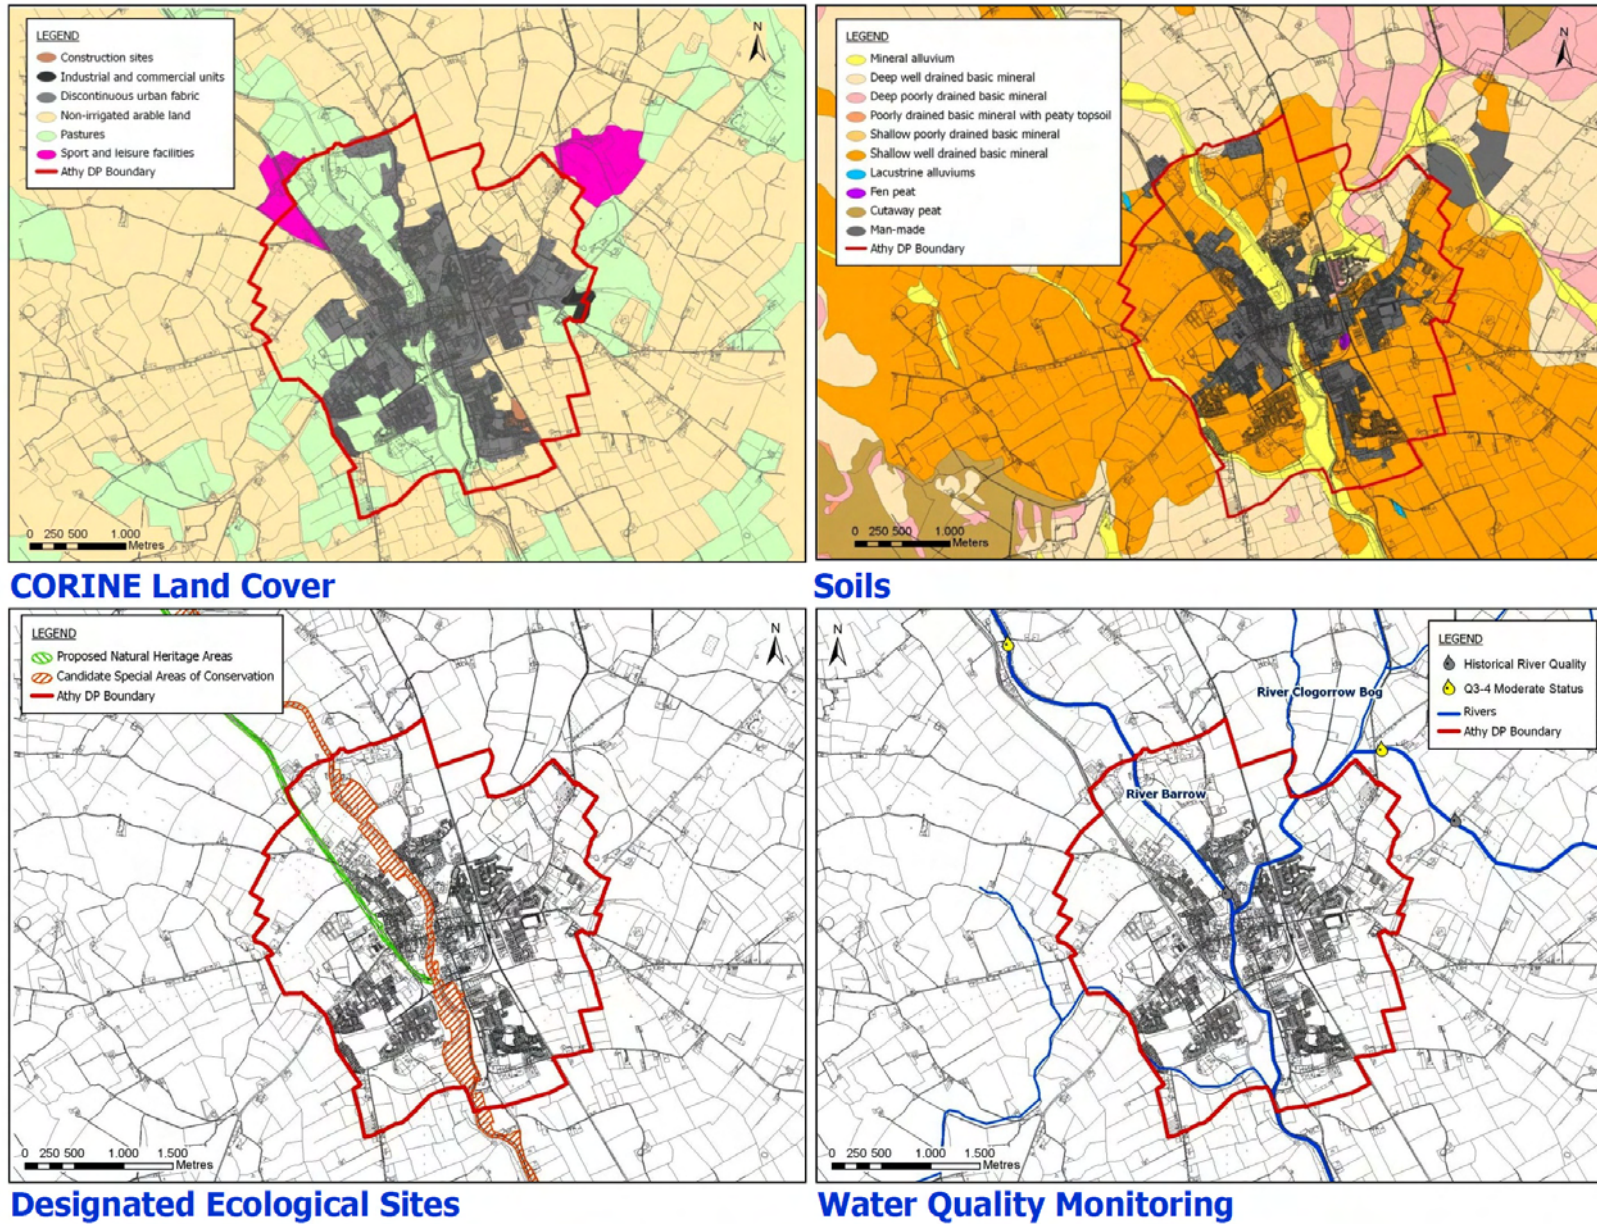 LEGEND
Construction sites
Industrial and commercial units
Discontinuous urban fabric
Non-irrigated arable land
Pastures
Sport and leisure facilities
Athy DP Boundary
N
0 250 500 1.000
Metres
CORINE Land Cover
LEGEND
Mineral alluvium
Deep well drained basic mineral
Deep poorly drained basic mineral
Poorly drained basic mineral with peaty topsoil
Shallow poorly drained basic mineral
Shallow well drained basic mineral
Lacustrine alluviums
Fen peat
Cutaway peat
Man-made
Athy DP Boundary
N
0 250 500 1.000
Meters
Soils
LEGEND
Proposed Natural Heritage Areas
Candidate Special Areas of Conservation
Athy DP Boundary
N
0 250 500 1.000 1.500
Metres
Designated Ecological Sites
N
LEGEND
Historical River Quality
Q3-4 Moderate Status
Rivers
Athy DP Boundary
River Clogorrow Bog
River Barrow
0 250 500 1.000 1.500
Metres
Water Quality Monitoring